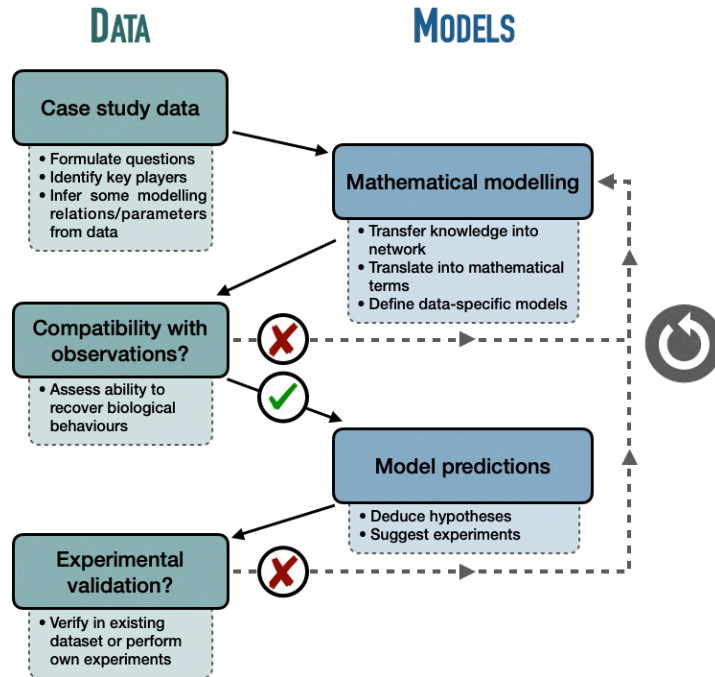 DATA
MODELS
Case study data
• Formulate questions
• Identify key players
• Infer some modelling
relations/parameters
from data
Mathematical modelling
• Transfer knowledge into
network
• Translate into mathematical
terms
• Define data-specific models
Compatibility with
observations?
• Assess ability to
recover biological
behaviours
Model predictions
• Deduce hypotheses
• Suggest experiments
Experimental
validation?
• Verify in existing
dataset or perform
own experiments